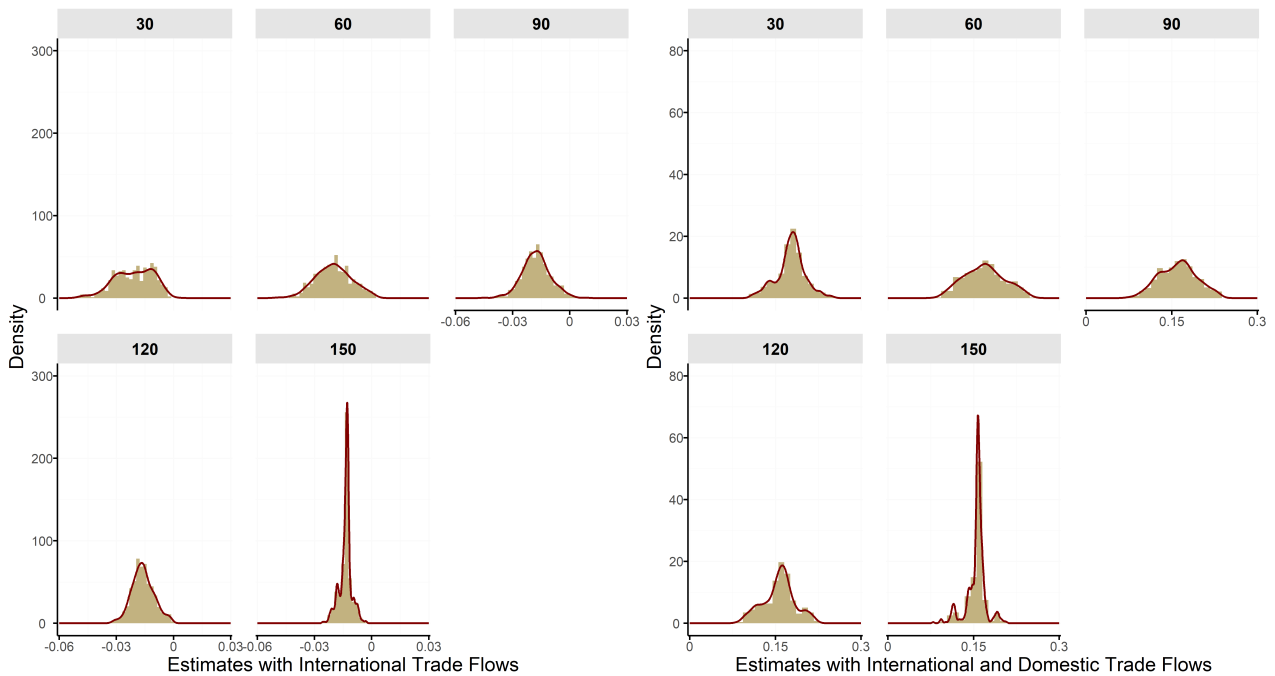 30 60 90
300
200
100
0
-0.06 -0.03 0 0.03
Density
120 150
300
200
100
0
-0.06 -0.03 0 0.03 -0.06 -0.03 0 0.03
Estimates with International Trade Flows
30 60 90
80
60
40
20
0
0 0.15 0.3
Density
120 150
80
60
40
20
0
0 0.15 0.3 0 0.15 0.3
Estimates with International and Domestic Trade Flows